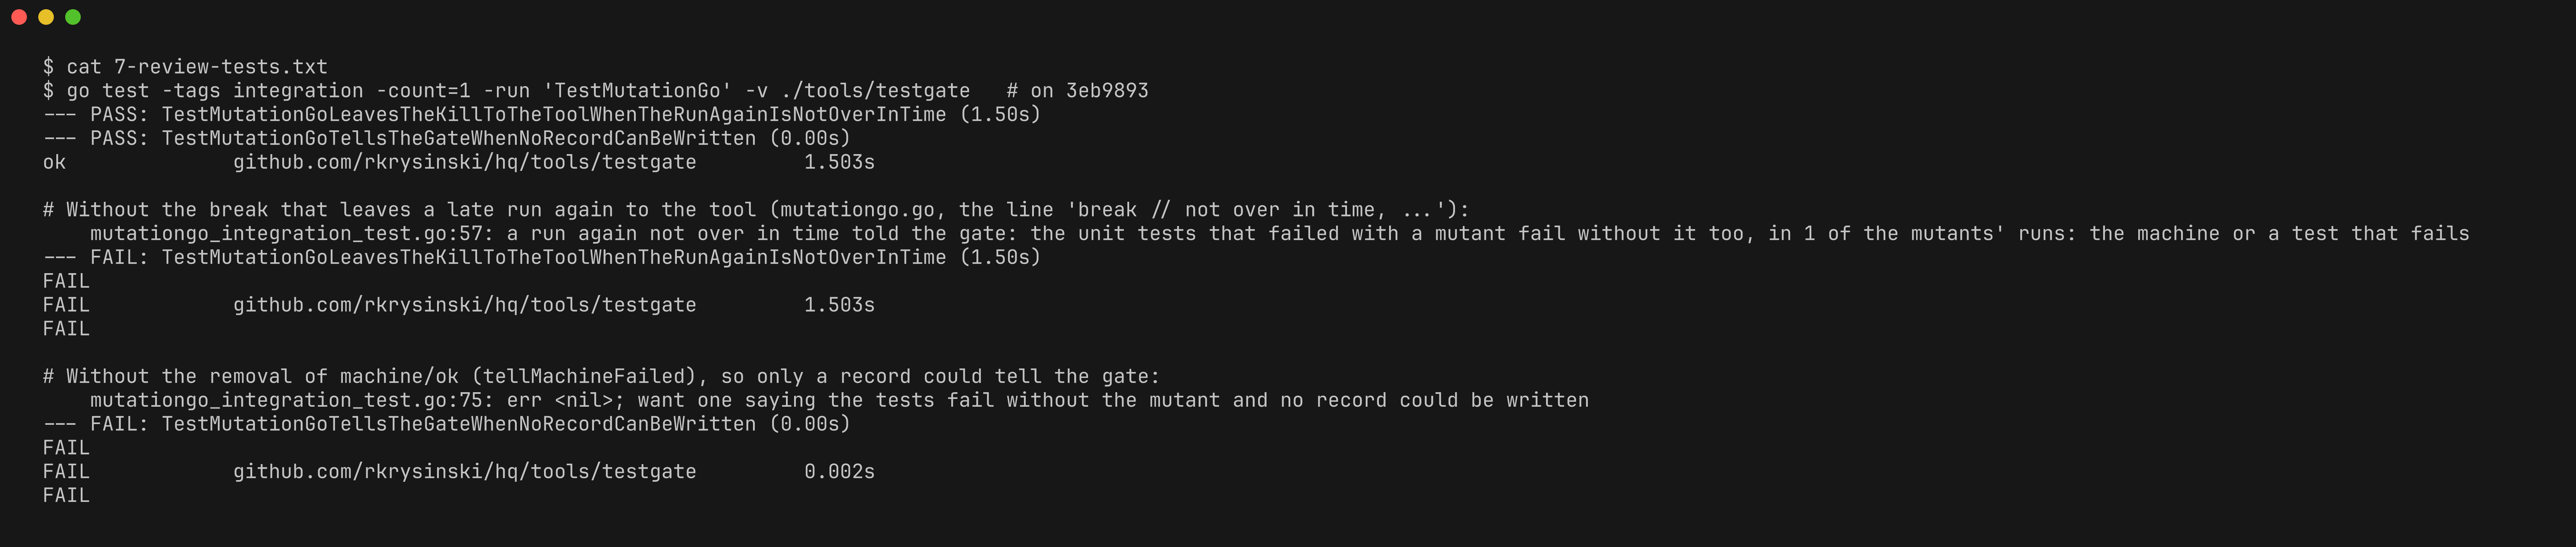 $ cat 7-review-tests.txt
$ go test -tags integration -count=1 -run 'TestMutationGo' -v ./tools/testgate   # on 3eb9893
--- PASS: TestMutationGoLeavesTheKillToTheToolWhenTheRunAgainIsNotOverInTime (1.50s)
--- PASS: TestMutationGoTellsTheGateWhenNoRecordCanBeWritten (0.00s)
ok              github.com/rkrysinski/hq/tools/testgate         1.503s

# Without the break that leaves a late run again to the tool (mutationgo.go, the line 'break // not over in time, ...'):
    mutationgo_integration_test.go:57: a run again not over in time told the gate: the unit tests that failed with a mutant fail without it too, in 1 of the mutants' runs: the machine or a test that fails
--- FAIL: TestMutationGoLeavesTheKillToTheToolWhenTheRunAgainIsNotOverInTime (1.50s)
FAIL
FAIL            github.com/rkrysinski/hq/tools/testgate         1.503s
FAIL

# Without the removal of machine/ok (tellMachineFailed), so only a record could tell the gate:
    mutationgo_integration_test.go:75: err <nil>; want one saying the tests fail without the mutant and no record could be written
--- FAIL: TestMutationGoTellsTheGateWhenNoRecordCanBeWritten (0.00s)
FAIL
FAIL            github.com/rkrysinski/hq/tools/testgate         0.002s
FAIL